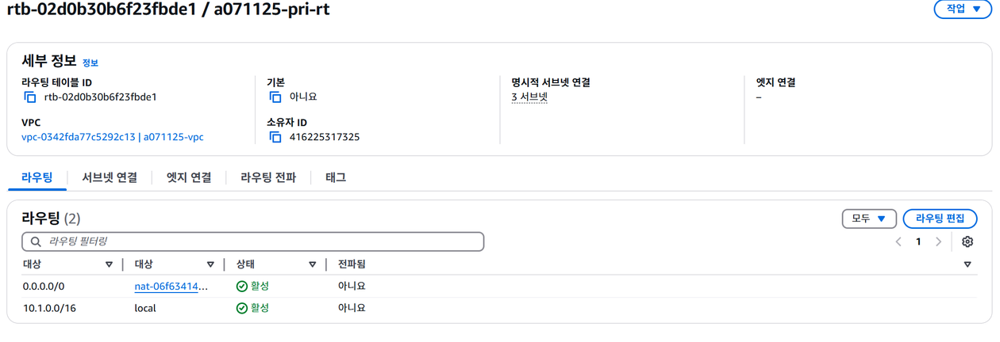 rtb-02d0b30b6f23fbde1 / a071125-pri-rt
작업
세부 정보 정보
라우팅 테이블 ID
rtb-02d0b30b6f23fbde1
기본
아니요
명시적 서브넷 연결
3 서브넷
엣지 연결
–
VPC
vpc-0342fda77c5292c13 | a071125-vpc
소유자 ID
416225317325
라우팅 서브넷 연결 엣지 연결 라우팅 전파 태그
라우팅 (2)
모두 라우팅 편집
라우팅 필터링
1
대상 대상 상태 전파됨
0.0.0.0/0 nat-06f63414... 활성 아니요
10.1.0.0/16 local 활성 아니요